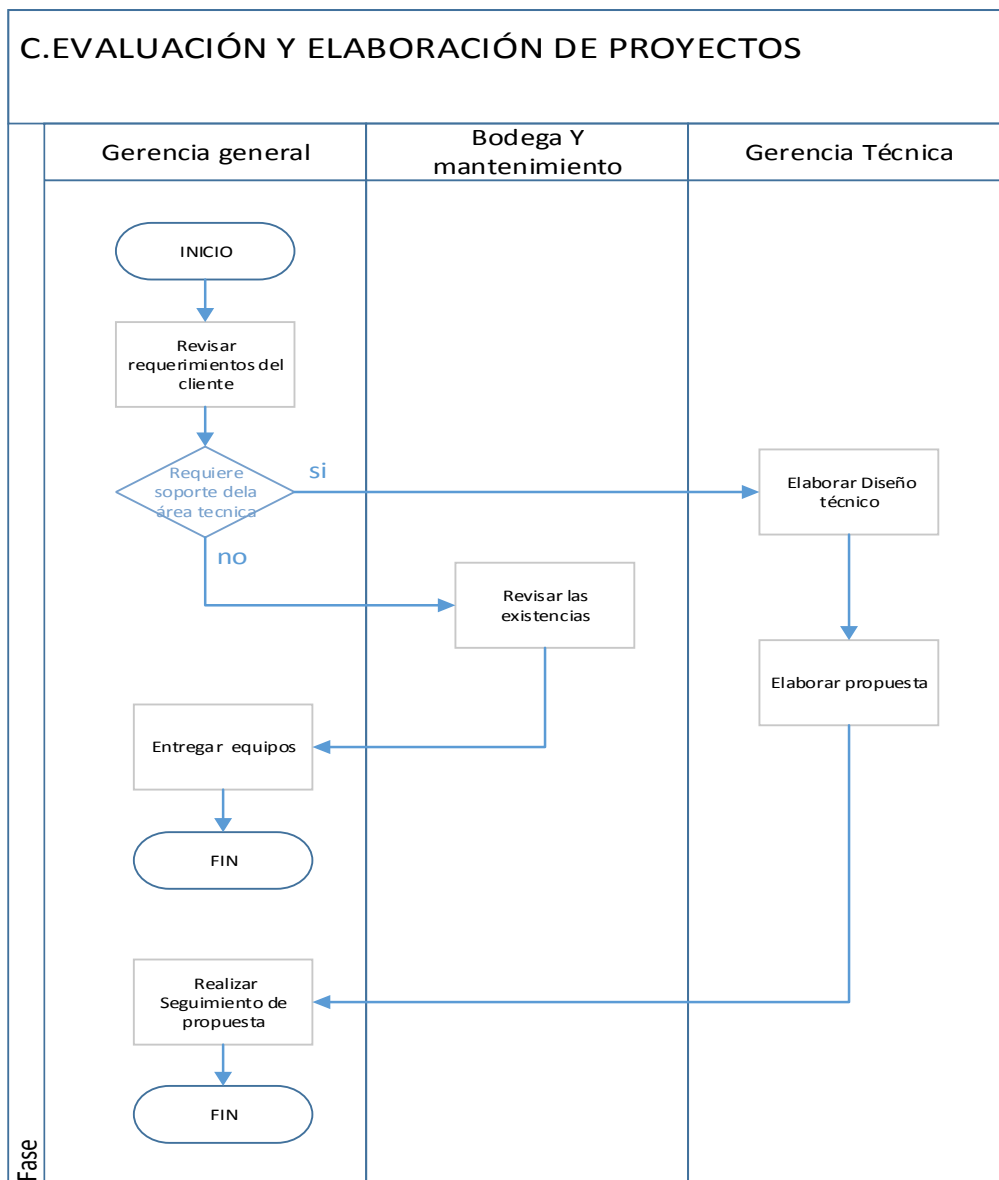 C.EVALUACIÓN Y ELABORACIÓN DE PROYECTOS
Gerencia general
Bodega Y
mantenimiento
Gerencia Técnica
INICIO
Revisar
requerimientos del
cliente
Requiere
soporte dela
área tecnica
si
Elaborar Diseño
técnico
no
Revisar las
existencias
Elaborar propuesta
Entregar equipos
FIN
Realizar
Seguimiento de
propuesta
FIN
Fase